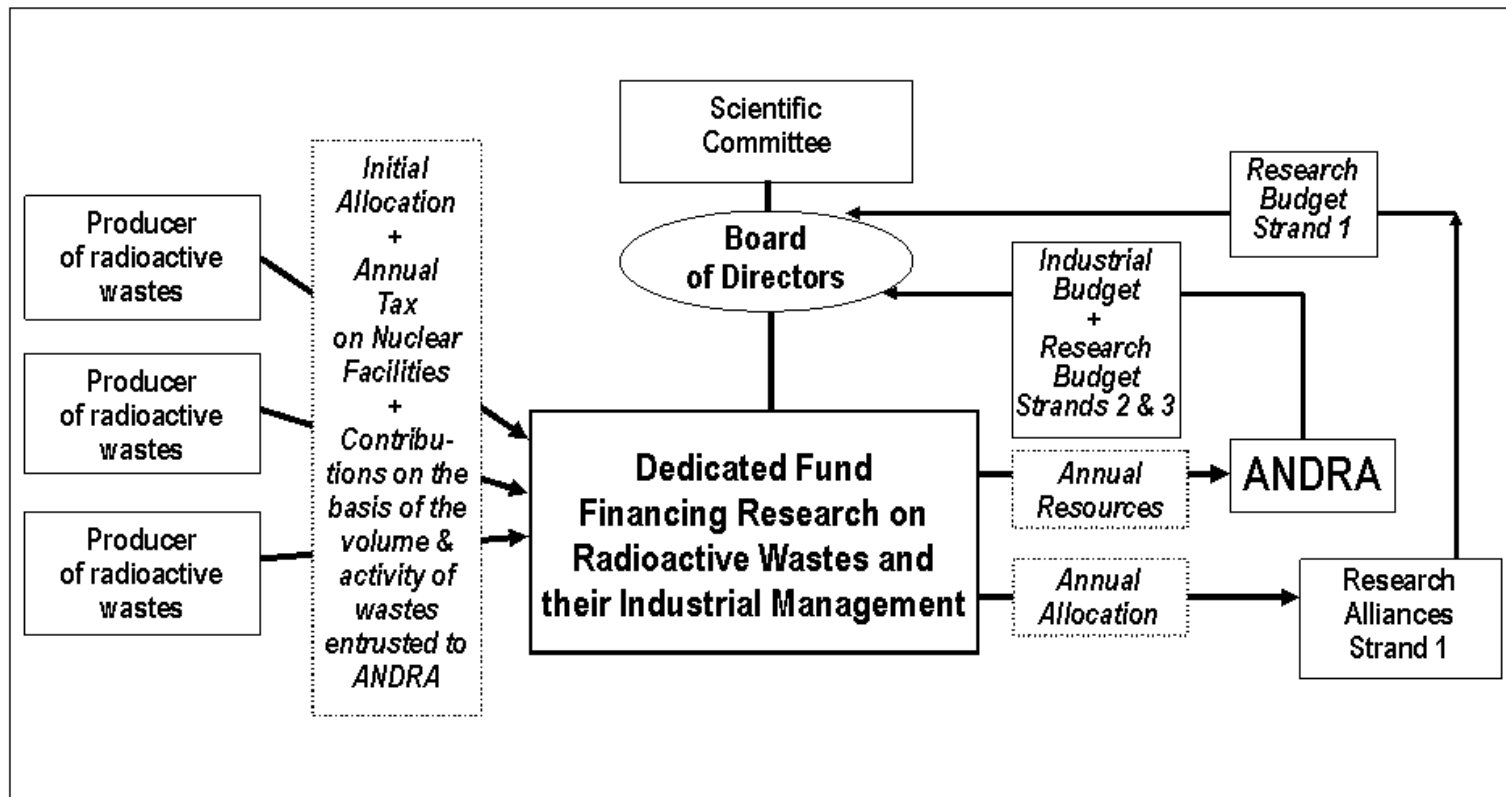 Scientific
Committee
Board
of Directors
Producer
of radioactive
wastes
Producer
of radioactive
wastes
Producer
of radioactive
wastes
Initial
Allocation
+
Annual
Tax
on Nuclear
Facilities
+
Contribu-
tions on the
basis of the
volume &
activity of
wastes
entrusted to
ANDRA
Dedicated Fund
Financing Research on
Radioactive Wastes and
their Industrial Management
Research
Budget
Strand 1
Industrial
Budget
+
Research
Budget
Strands 2 & 3
Annual
Resources
ANDRA
Annual
Allocation
Research
Alliances
Strand 1